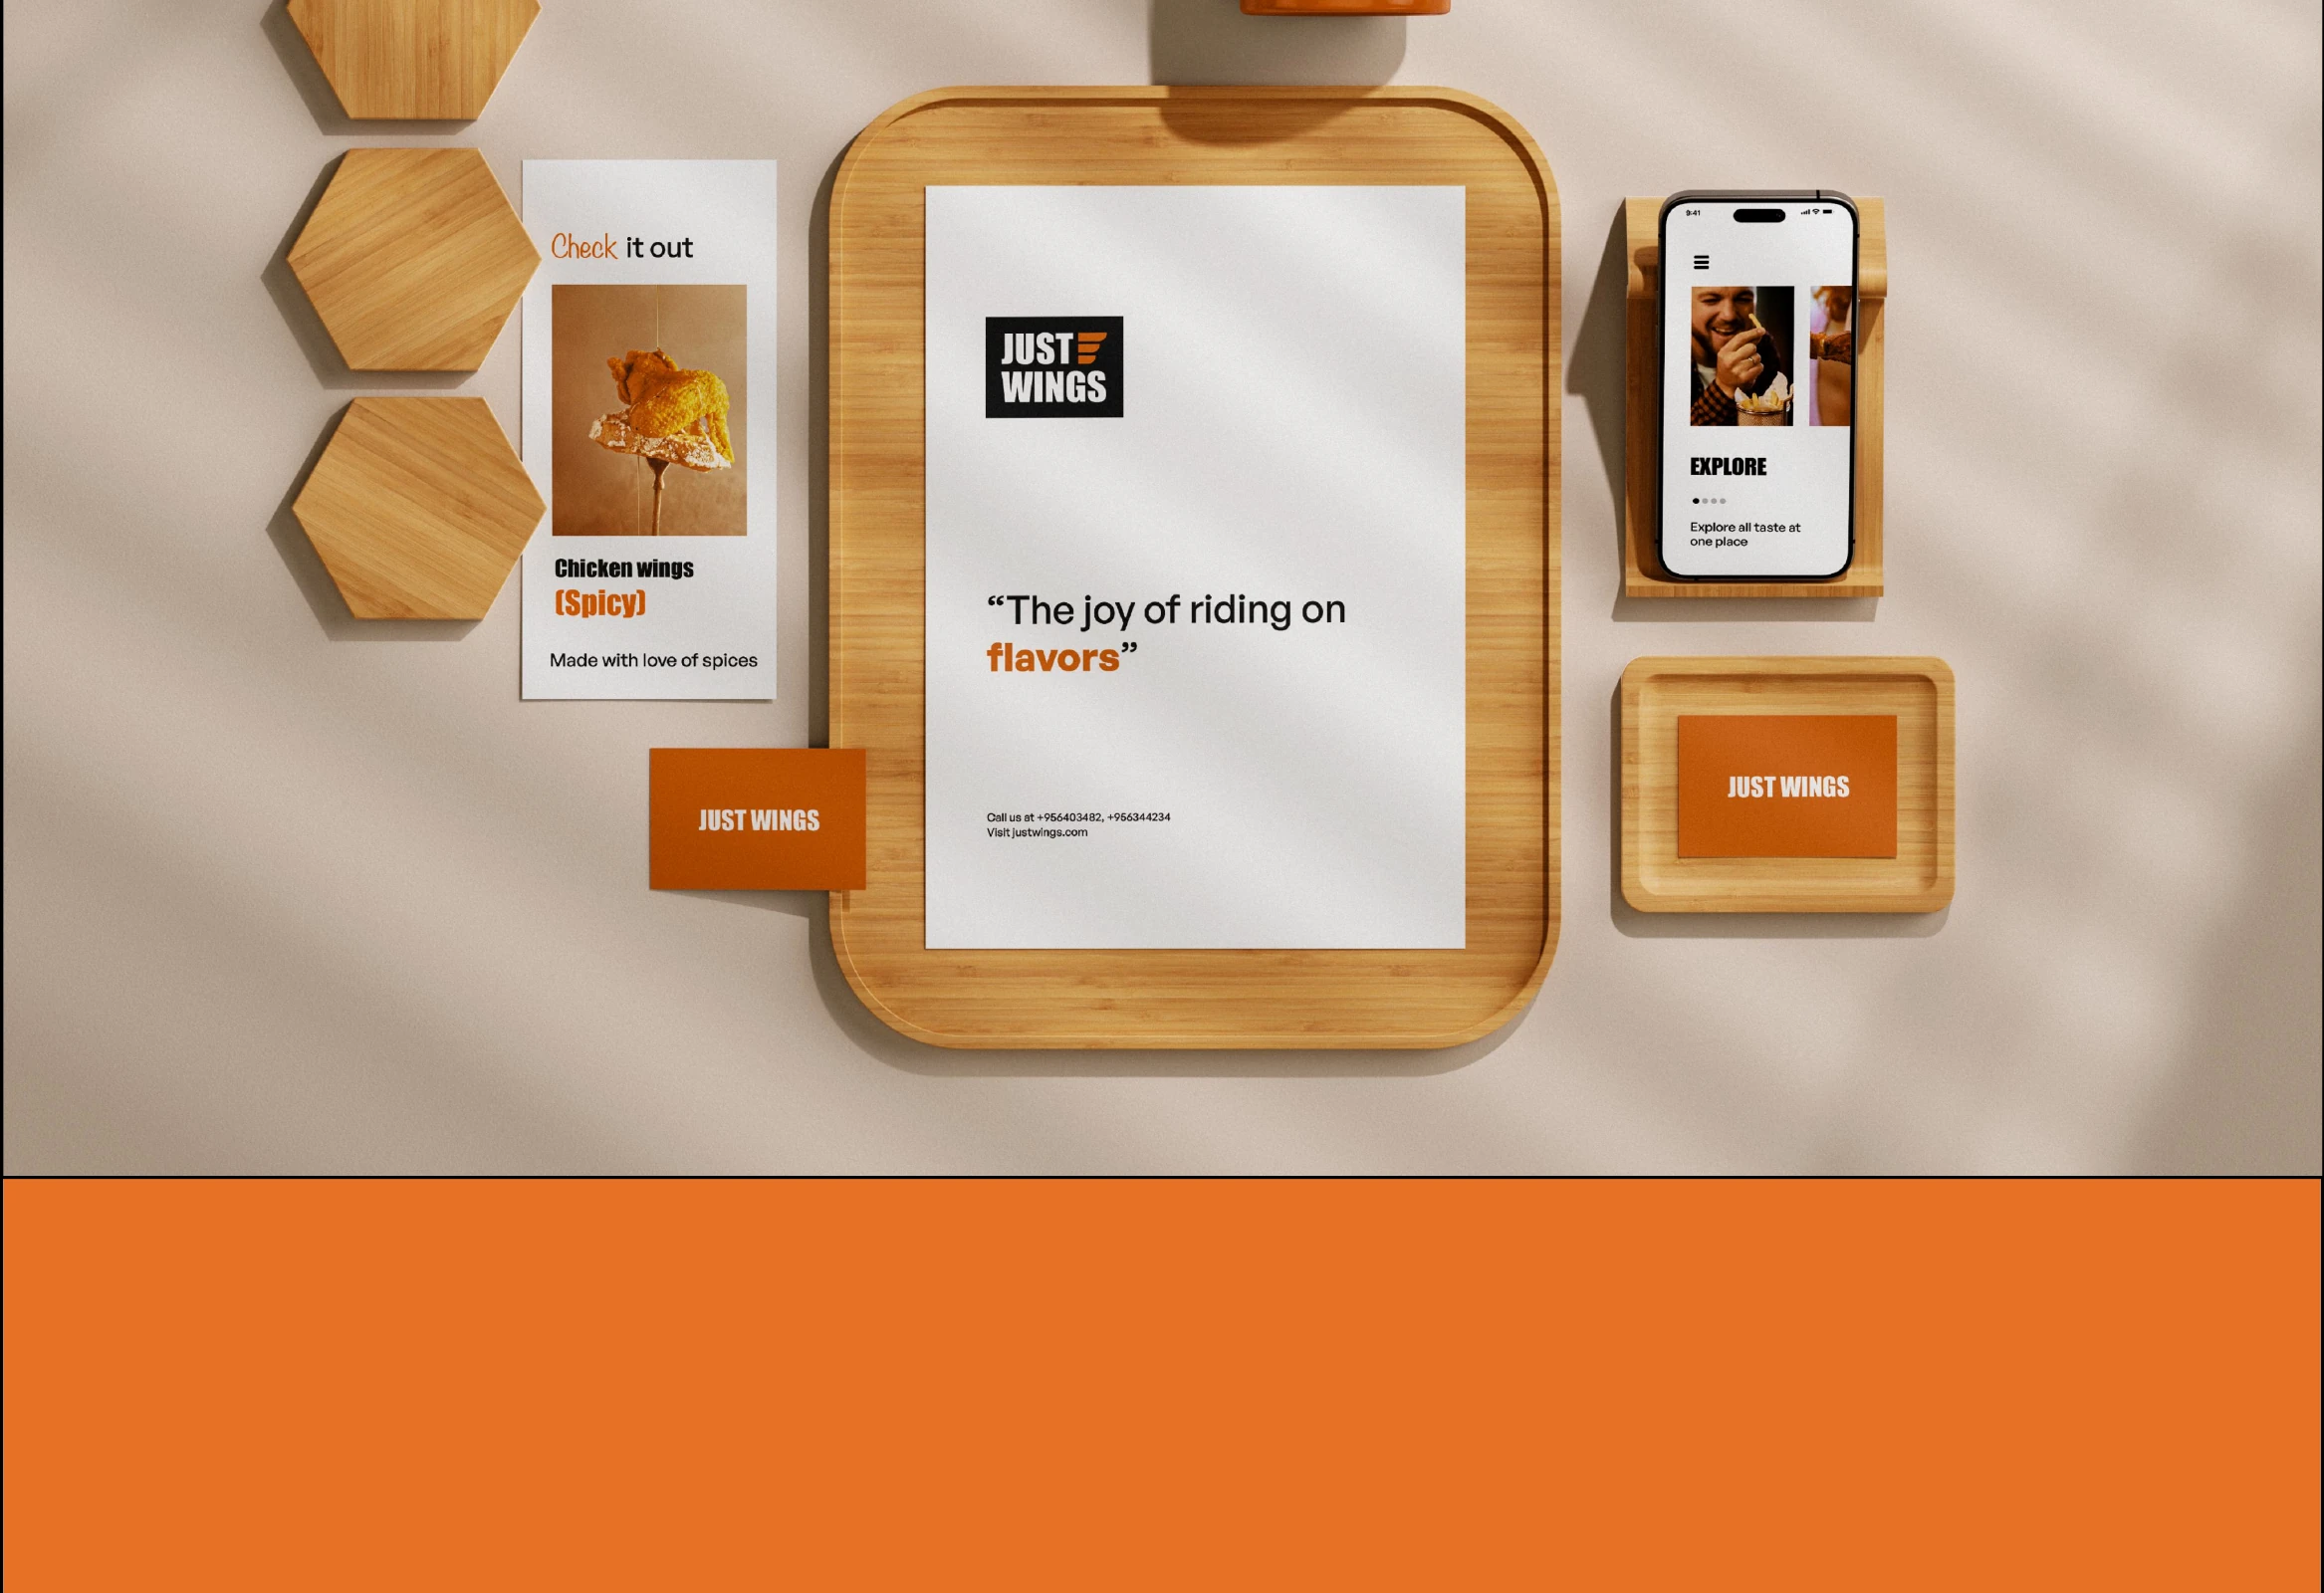 Check it out
Chicken wings
(Spicy)
Made with love of spices
JUST WINGS
JUST
WINGS
“The joy of riding on
flavors”
Call us at +956403482, +956344234
Visit justwings.com
9:41
EXPLORE
Explore all taste at
one place
JUST WINGS